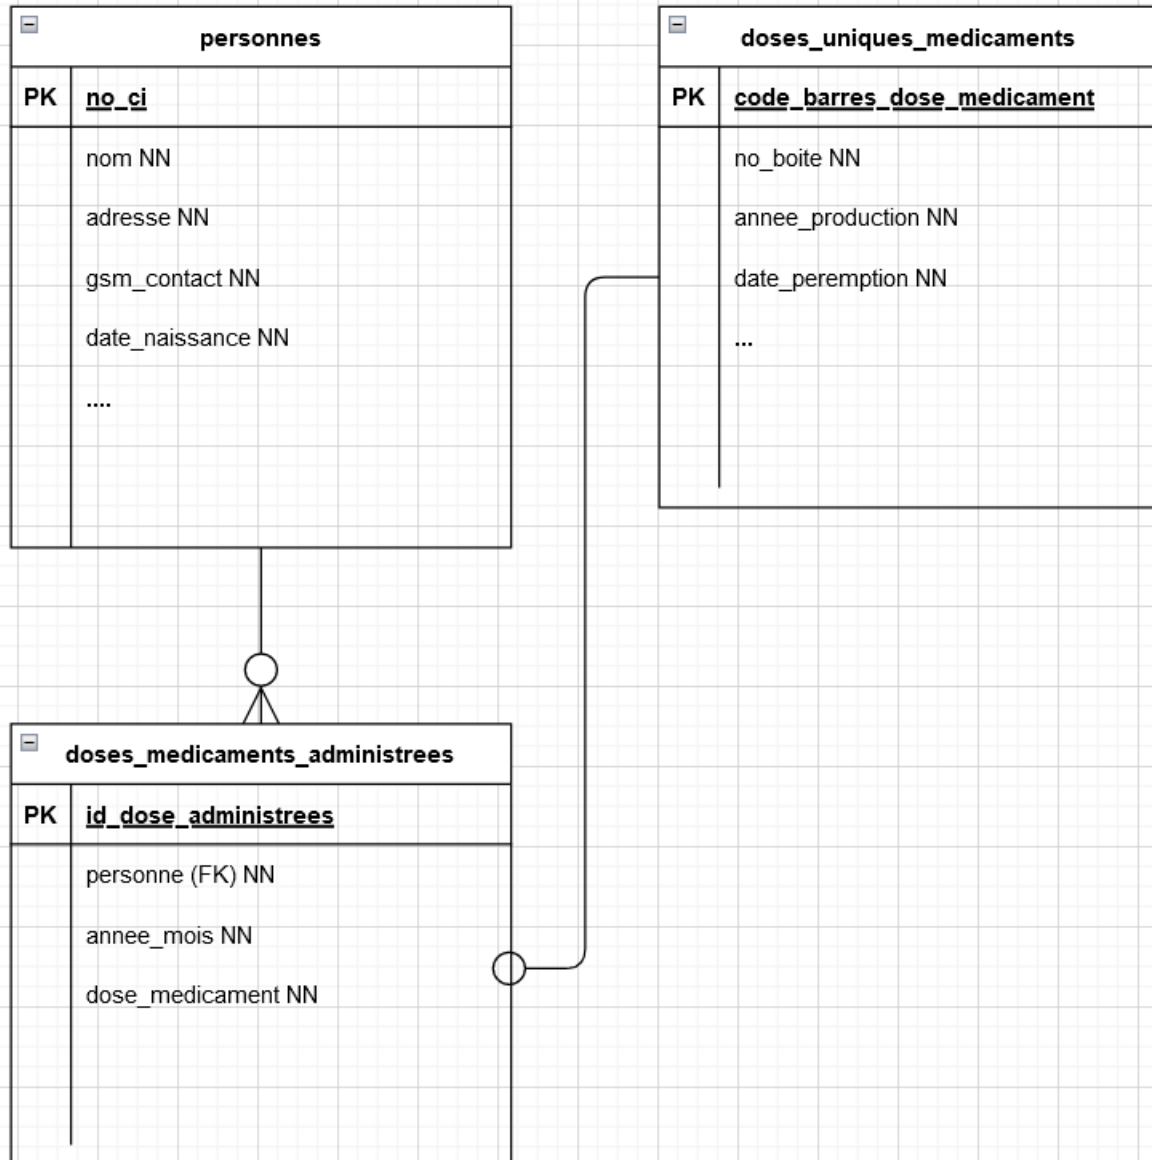 personnes
PK no_ci
nom NN
adresse NN
gsm_contact NN
date_naissance NN
....
doses_uniques_medicaments
PK code_barres_dose_medicament
no_boite NN
annee_production NN
date_peremption NN
...
doses_medicaments_administrees
PK id_dose_administrees
personne (FK) NN
annee_mois NN
dose_medicament NN